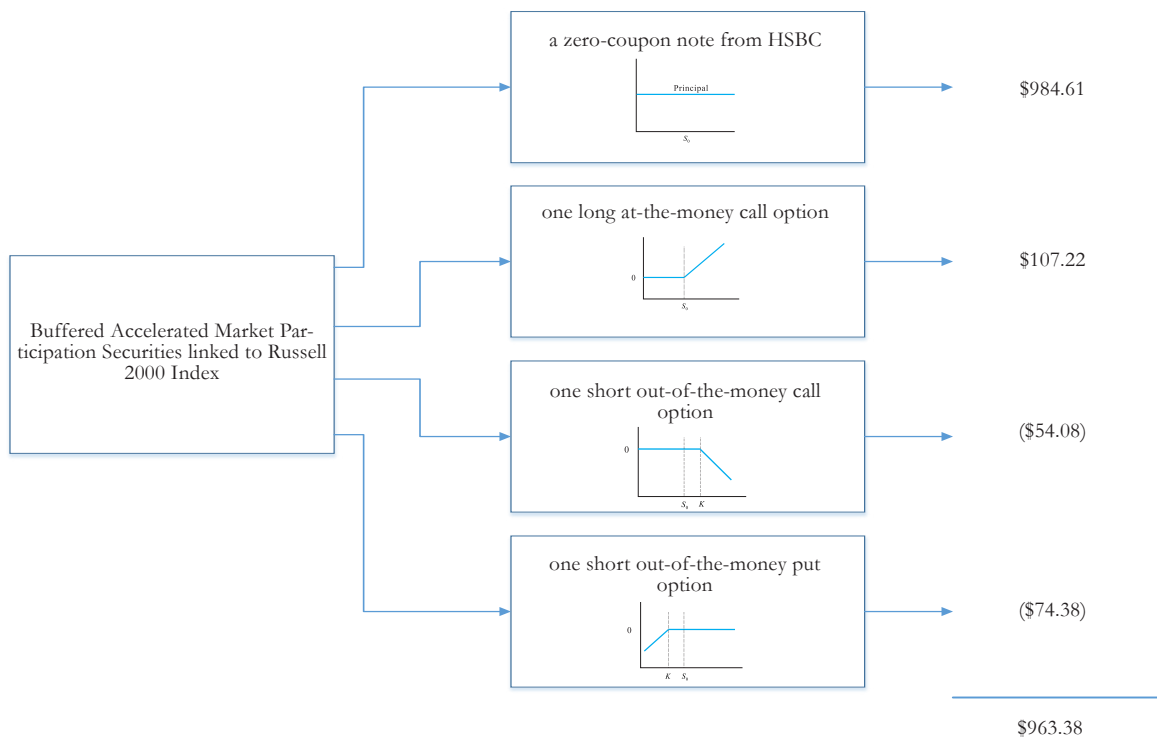 a zero-coupon note from HSBC
Principal
S₀
$984.61
one long at-the-money call option
0
S₀
$107.22
Buffered Accelerated Market Par-
ticipation Securities linked to Russell
2000 Index
one short out-of-the-money call
option
0
S₀ K
($54.08)
one short out-of-the-money put
option
0
K S₀
($74.38)
$963.38